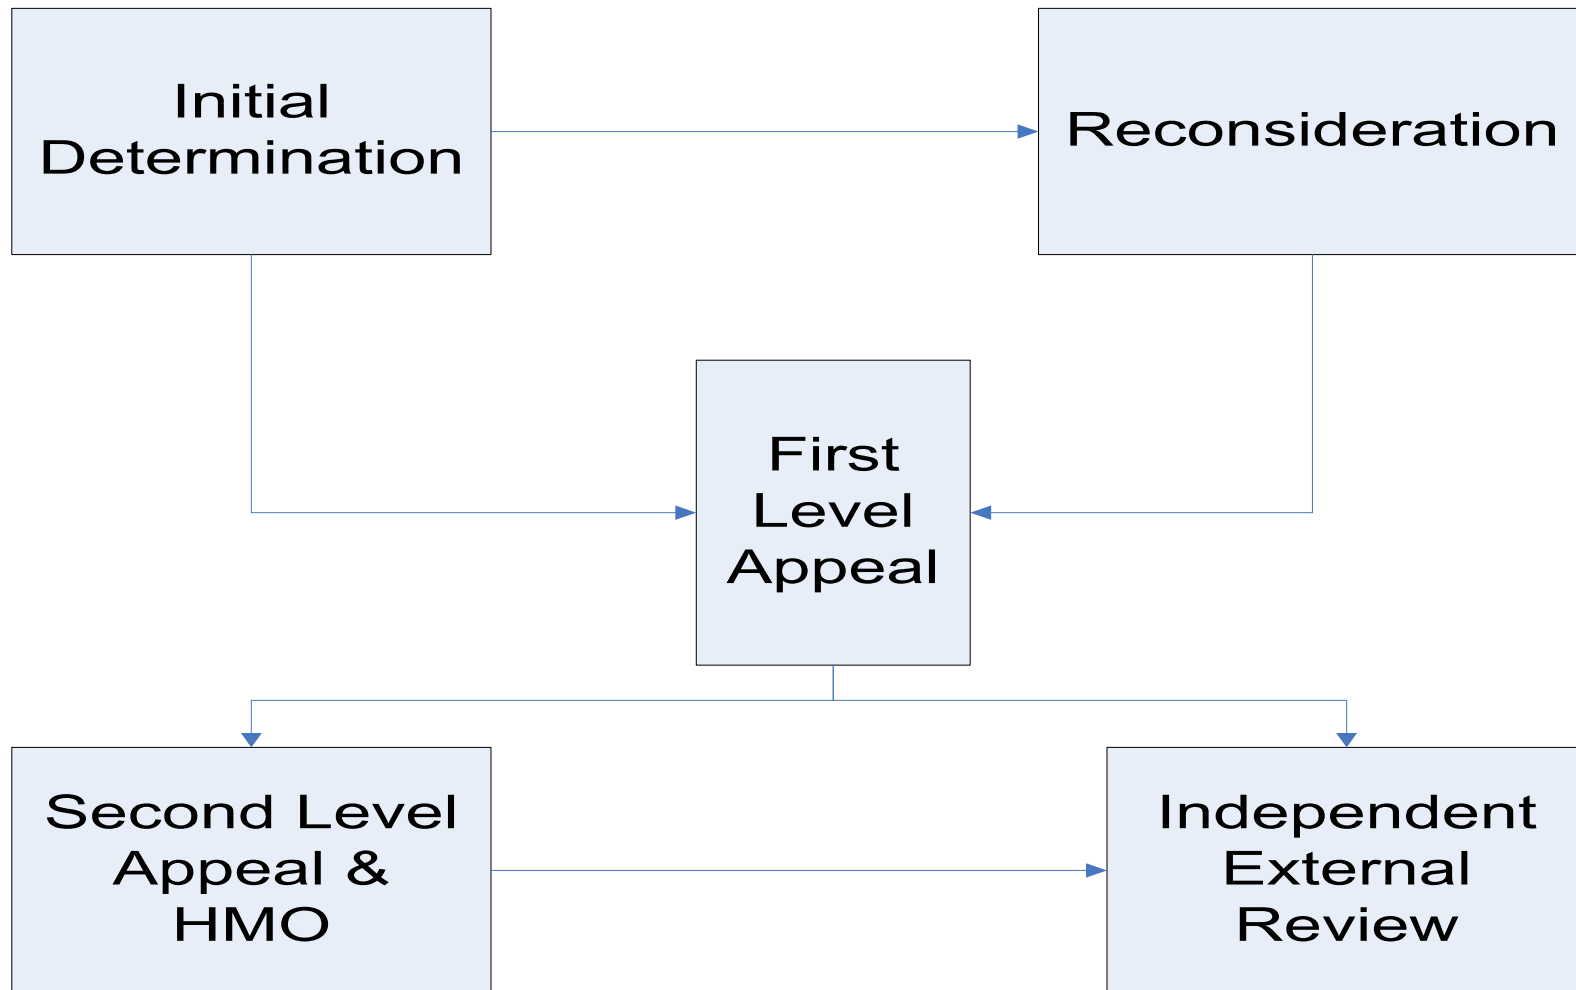 Initial
Determination
Reconsideration
First
Level
Appeal
Second Level
Appeal &
HMO
Independent
External
Review